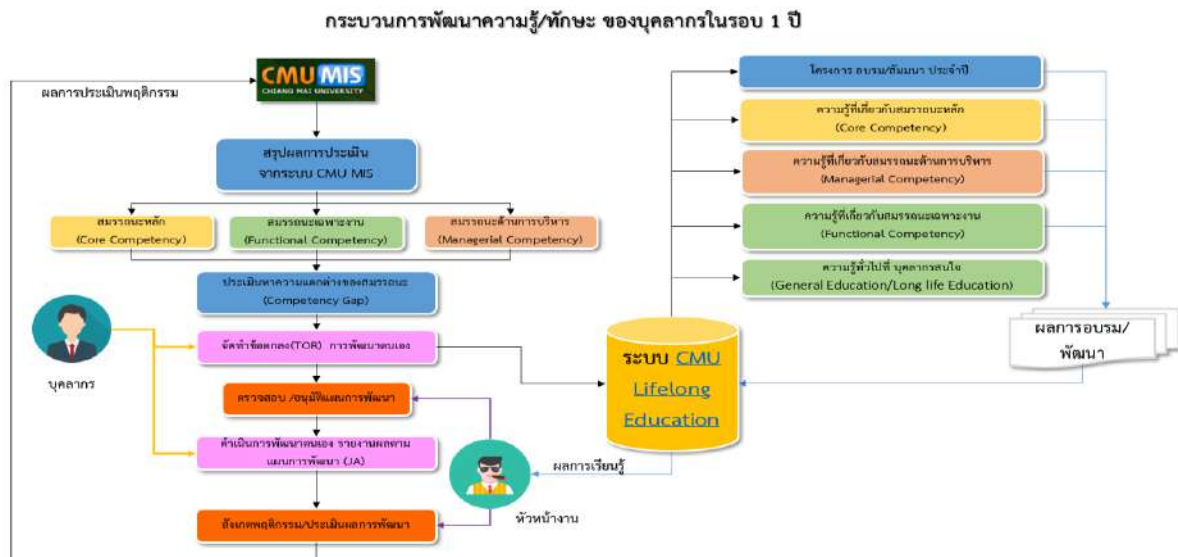 กระบวนการพัฒนาความรู้/ทักษะ ของบุคลากรในรอบ 1 ปี
CMU MIS
CHIANG MAI UNIVERSITY
ผลการประเมินพฤติกรรม
สรุปผลการประเมิน
จากระบบ CMU MIS
สมรรถนะหลัก
(Core Competency)
สมรรถนะเฉพาะงาน
(Functional Competency)
สมรรถนะด้านการบริหาร
(Managerial Competency)
ประเมินหาความแตกต่างของสมรรถนะ
(Competency Gap)
บุคลากร
จัดทำข้อตกลง(TOR) การพัฒนาตนเอง
ตรวจสอบ /อนุมัติแผนการพัฒนา
ดำเนินการพัฒนาตนเอง รายงานผลตาม
แผนการพัฒนา (JA)
สังเกตพฤติกรรม/ประเมินผลการพัฒนา
หัวหน้างาน
ผลการเรียนรู้
ระบบ CMU
Lifelong
Education
โครงการ อบรม/สัมมนา ประจำปี
ความรู้ที่เกี่ยวกับสมรรถนะหลัก
(Core Competency)
ความรู้ที่เกี่ยวกับสมรรถนะด้านการบริหาร
(Managerial Competency)
ความรู้ที่เกี่ยวกับสมรรถนะเฉพาะงาน
(Functional Competency)
ความรู้ทั่วไปที่ บุคลากรสนใจ
(General Education/Long life Education)
ผลการอบรม/
พัฒนา